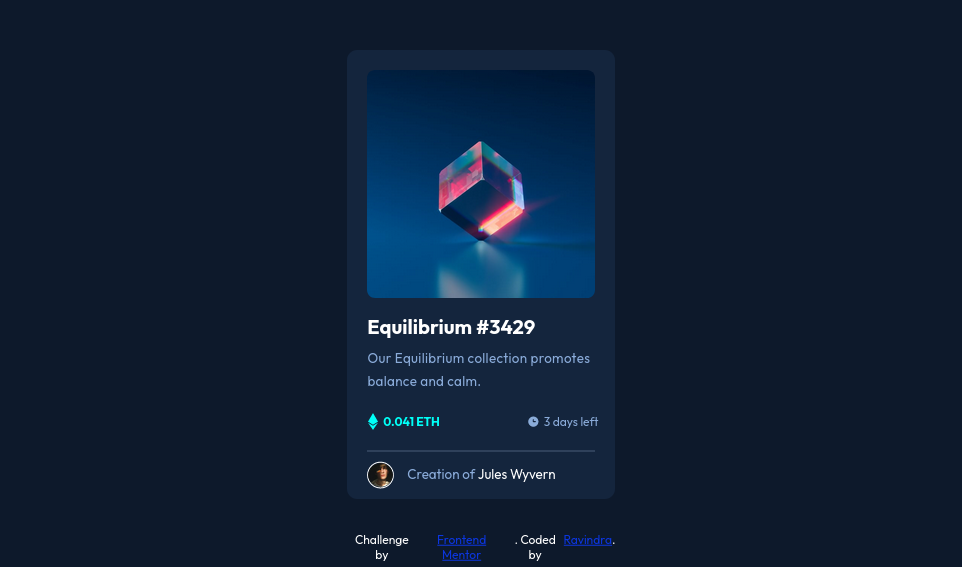 Equilibrium #3429
Our Equilibrium collection promotes
balance and calm.
0.041 ETH 3 days left
Creation of Jules Wyvern
Challenge by Frontend Mentor . Coded by Ravindra.